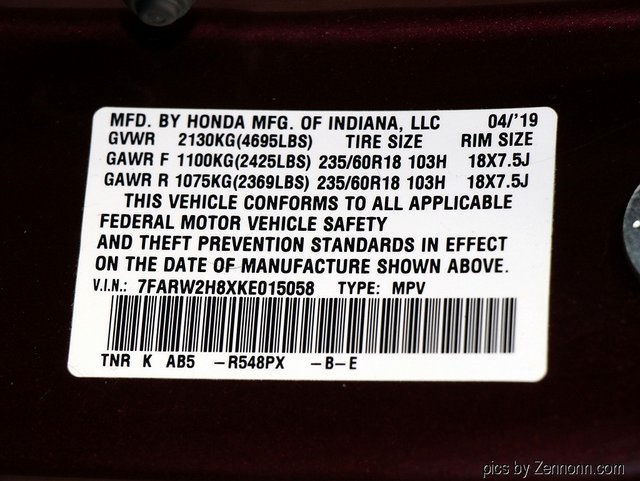 MFD. BY HONDA MFG. OF INDIANA, LLC 04/'19
GVWR 2130KG(4695LBS) TIRE SIZE RIM SIZE
GAWR F 1100KG(2425LBS) 235/60R18 103H 18X7.5J
GAWR R 1075KG(2369LBS) 235/60R18 103H 18X7.5J
THIS VEHICLE CONFORMS TO ALL APPLICABLE
FEDERAL MOTOR VEHICLE SAFETY
AND THEFT PREVENTION STANDARDS IN EFFECT
ON THE DATE OF MANUFACTURE SHOWN ABOVE.
V.I.N.: 7FARW2H8XKE015058 TYPE: MPV
TNR K AB5 -R548PX -B-E
pics by Zennonn.com